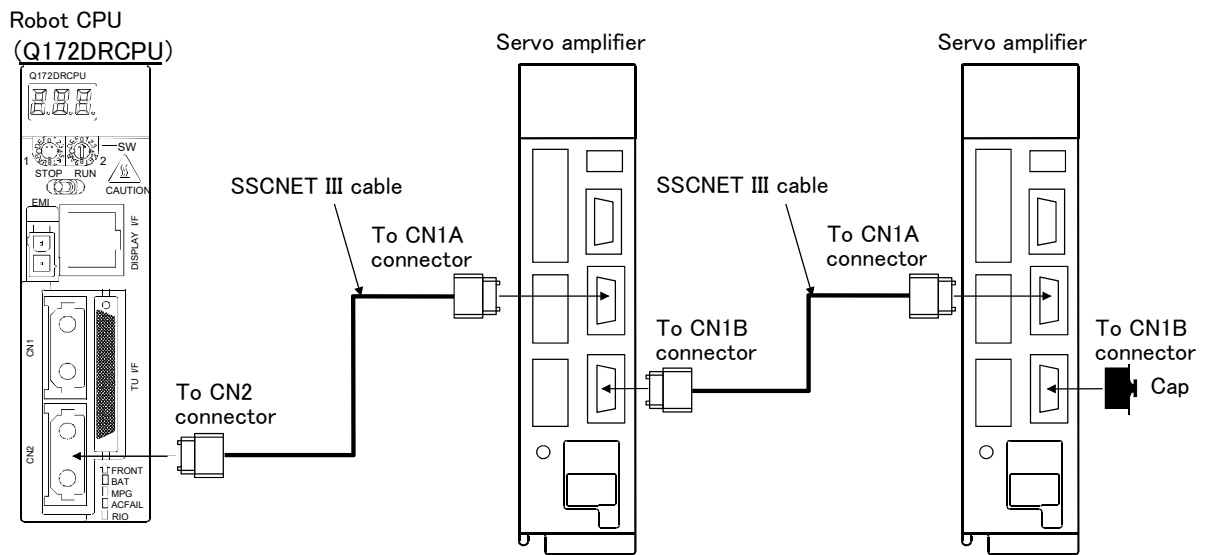 Robot CPU
(Q172DRCPU)
Servo amplifier
Servo amplifier
Q172DRCPU
SW
1
2
STOP RUN
CAUTION
EMI
DISPLAY I/F
SSCNET III cable
SSCNET III cable
To CN1A
connector
To CN1A
connector
CN1
TU I/F
To CN1B
connector
To CN1B
connector
Cap
To CN2
connector
CN2
FRONT
BAT
MPG
ACFAIL
RIO